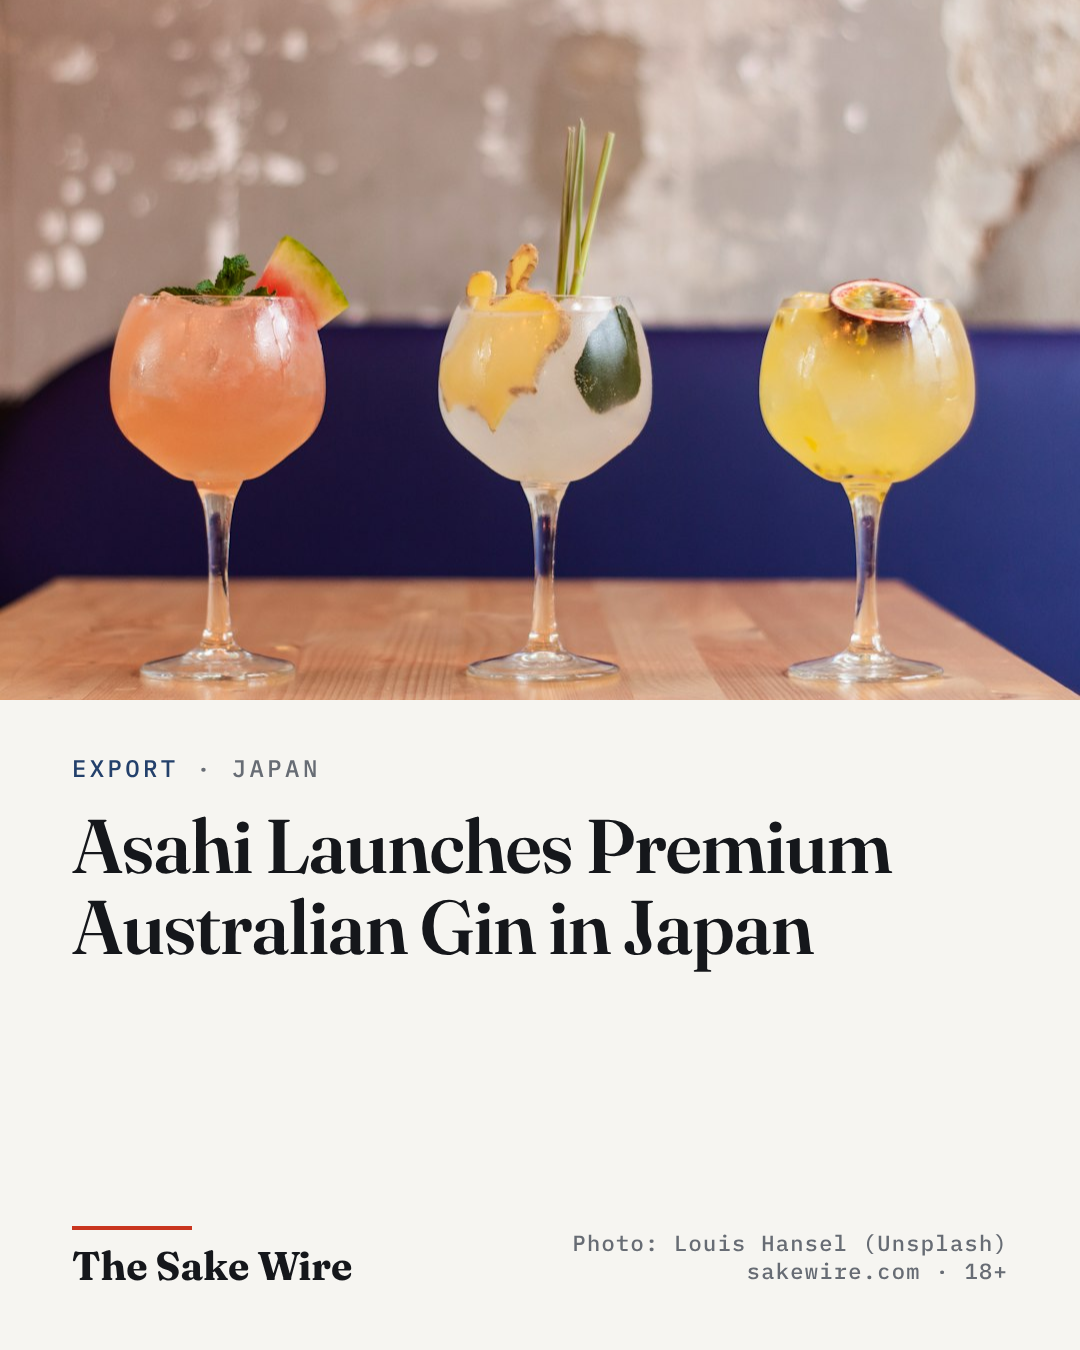 EXPORT · JAPAN
Asahi Launches Premium
Australian Gin in Japan
The Sake Wire
Photo: Louis Hansel (Unsplash)
sakewire.com · 18+